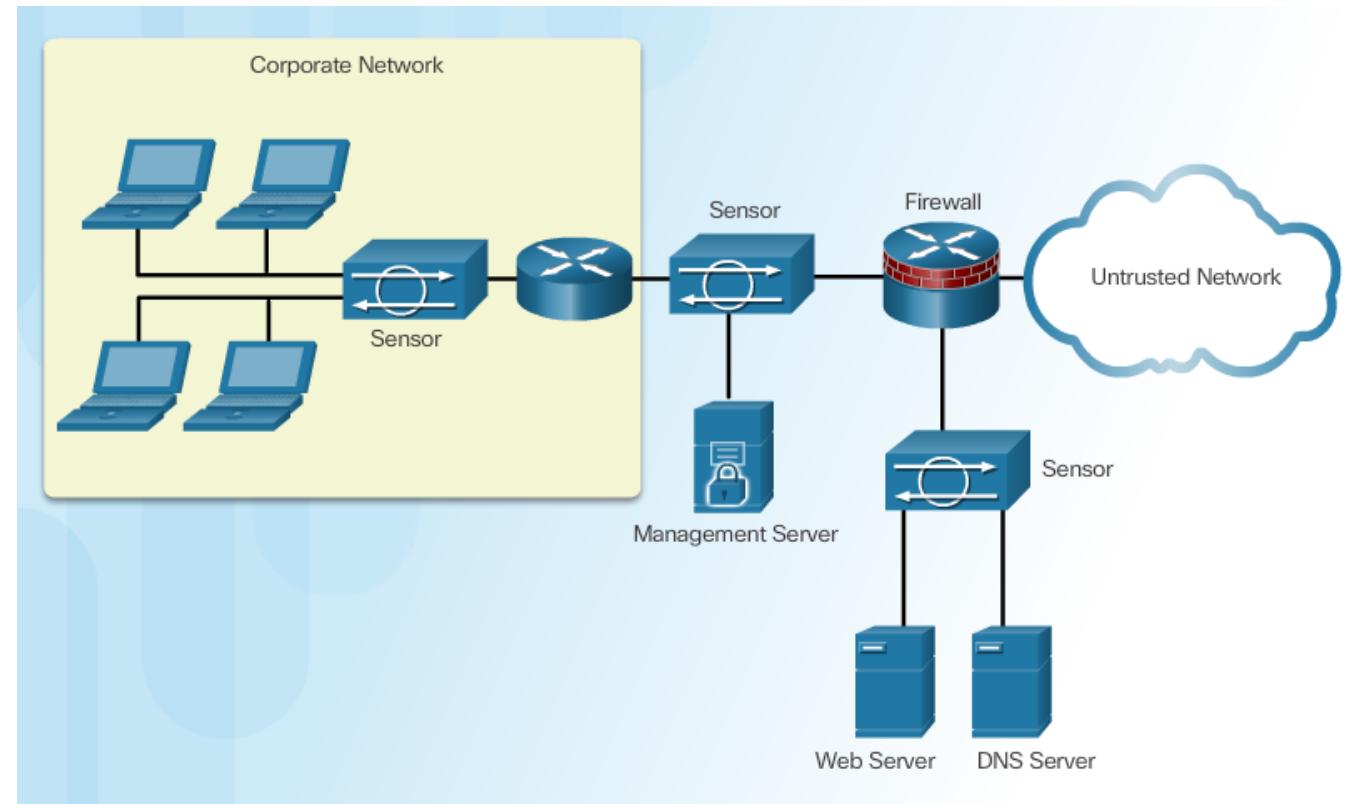 Corporate Network
Sensor
Sensor
Firewall
Untrusted Network
Management Server
Sensor
Web Server
DNS Server